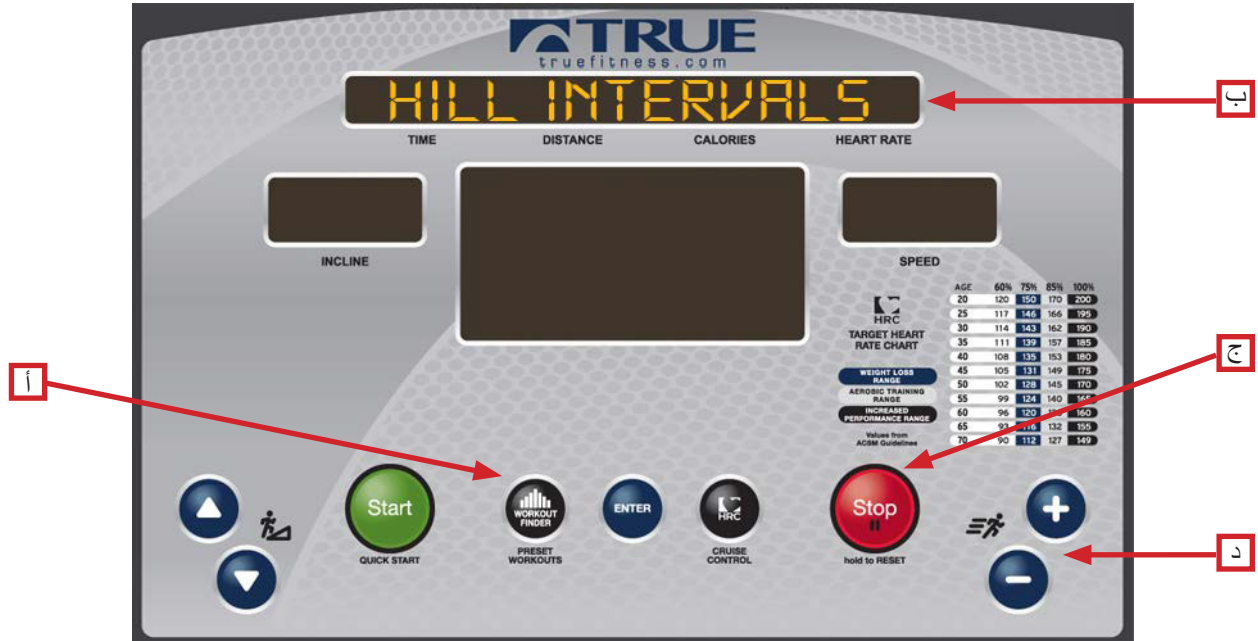 TRUE
truefitness.com
HILL INTERVALS
TIME DISTANCE CALORIES HEART RATE
INCLINE
SPEED
HRC
TARGET HEART
RATE CHART
WEIGHT LOSS
RANGE
AEROBIC TRAINING
RANGE
INCREASED
PERFORMANCE RANGE
Values from
ACSM Guidelines
AGE 60% 75% 85% 100%
20 120 150 170 200
25 117 146 166 195
30 114 143 162 190
35 111 139 157 185
40 108 135 153 180
45 105 131 149 175
50 102 128 145 170
55 99 124 140 165
60 96 120 160
65 93 116 132 155
70 90 112 127 149
Start
QUICK START
WORKOUT
FINDER
PRESET
WORKOUTS
ENTER
HRC
CRUISE
CONTROL
Stop
hold to RESET
أ
ب
ج
د